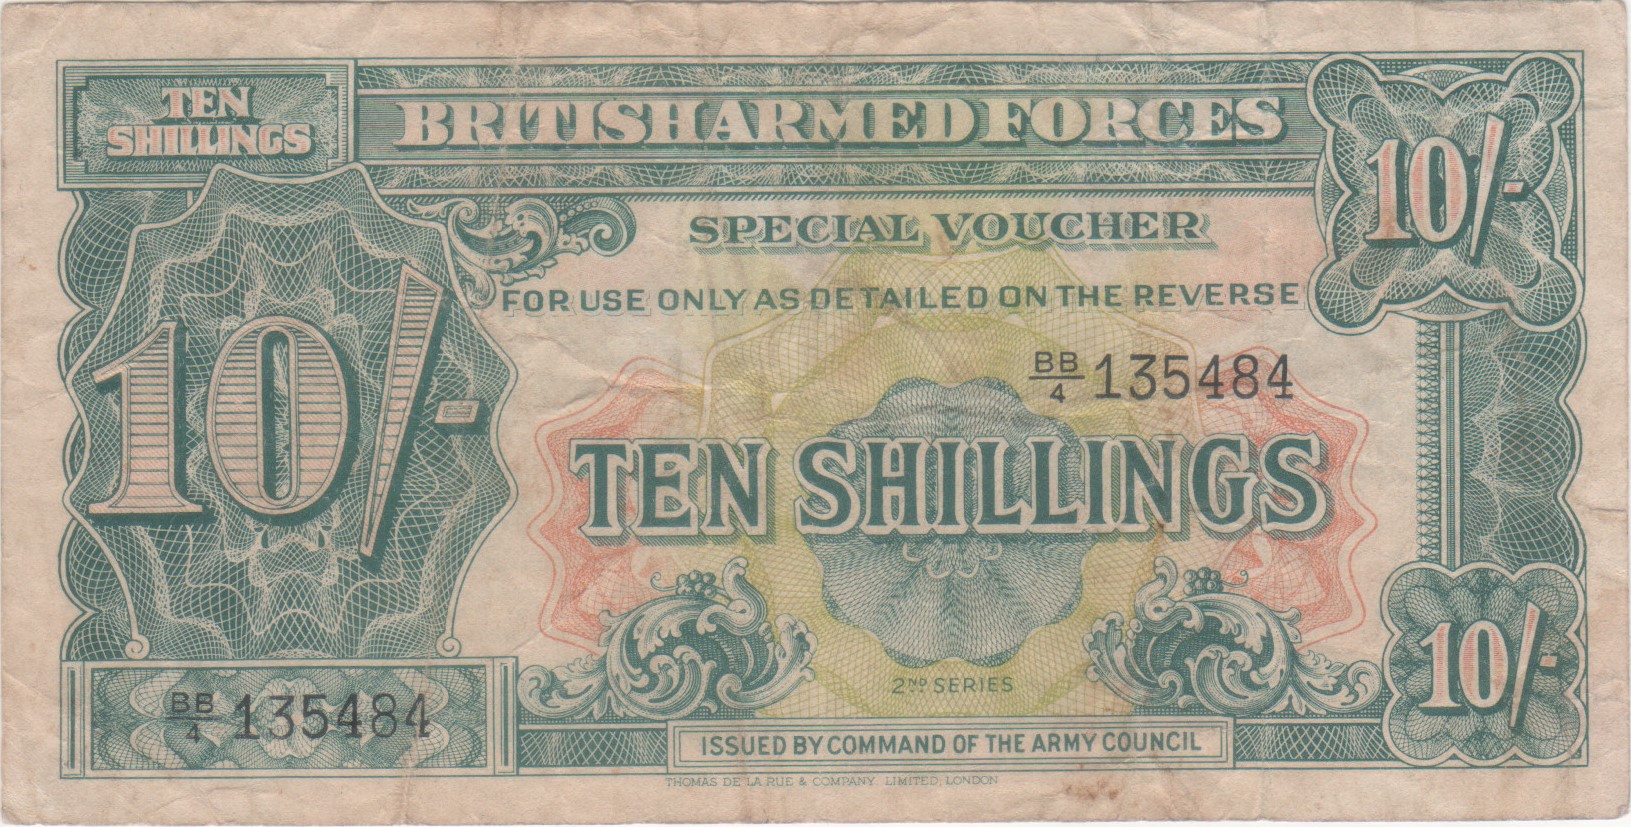 TEN
SHILLINGS
BRITISH ARMED FORCES
10/-
SPECIAL VOUCHER
FOR USE ONLY AS DETAILED ON THE REVERSE
10/-
BB/4 135484
TEN SHILLINGS
2ND SERIES
10/-
BB/4 135484
ISSUED BY COMMAND OF THE ARMY COUNCIL
THOMAS DE LA RUE & COMPANY, LIMITED, LONDON